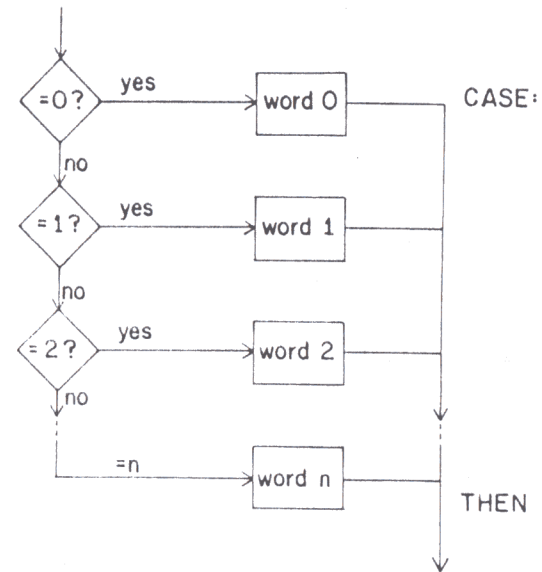 yes
=0?
word 0
CASE:
no
yes
=1?
word 1
no
yes
=2?
word 2
no
=n
word n
THEN